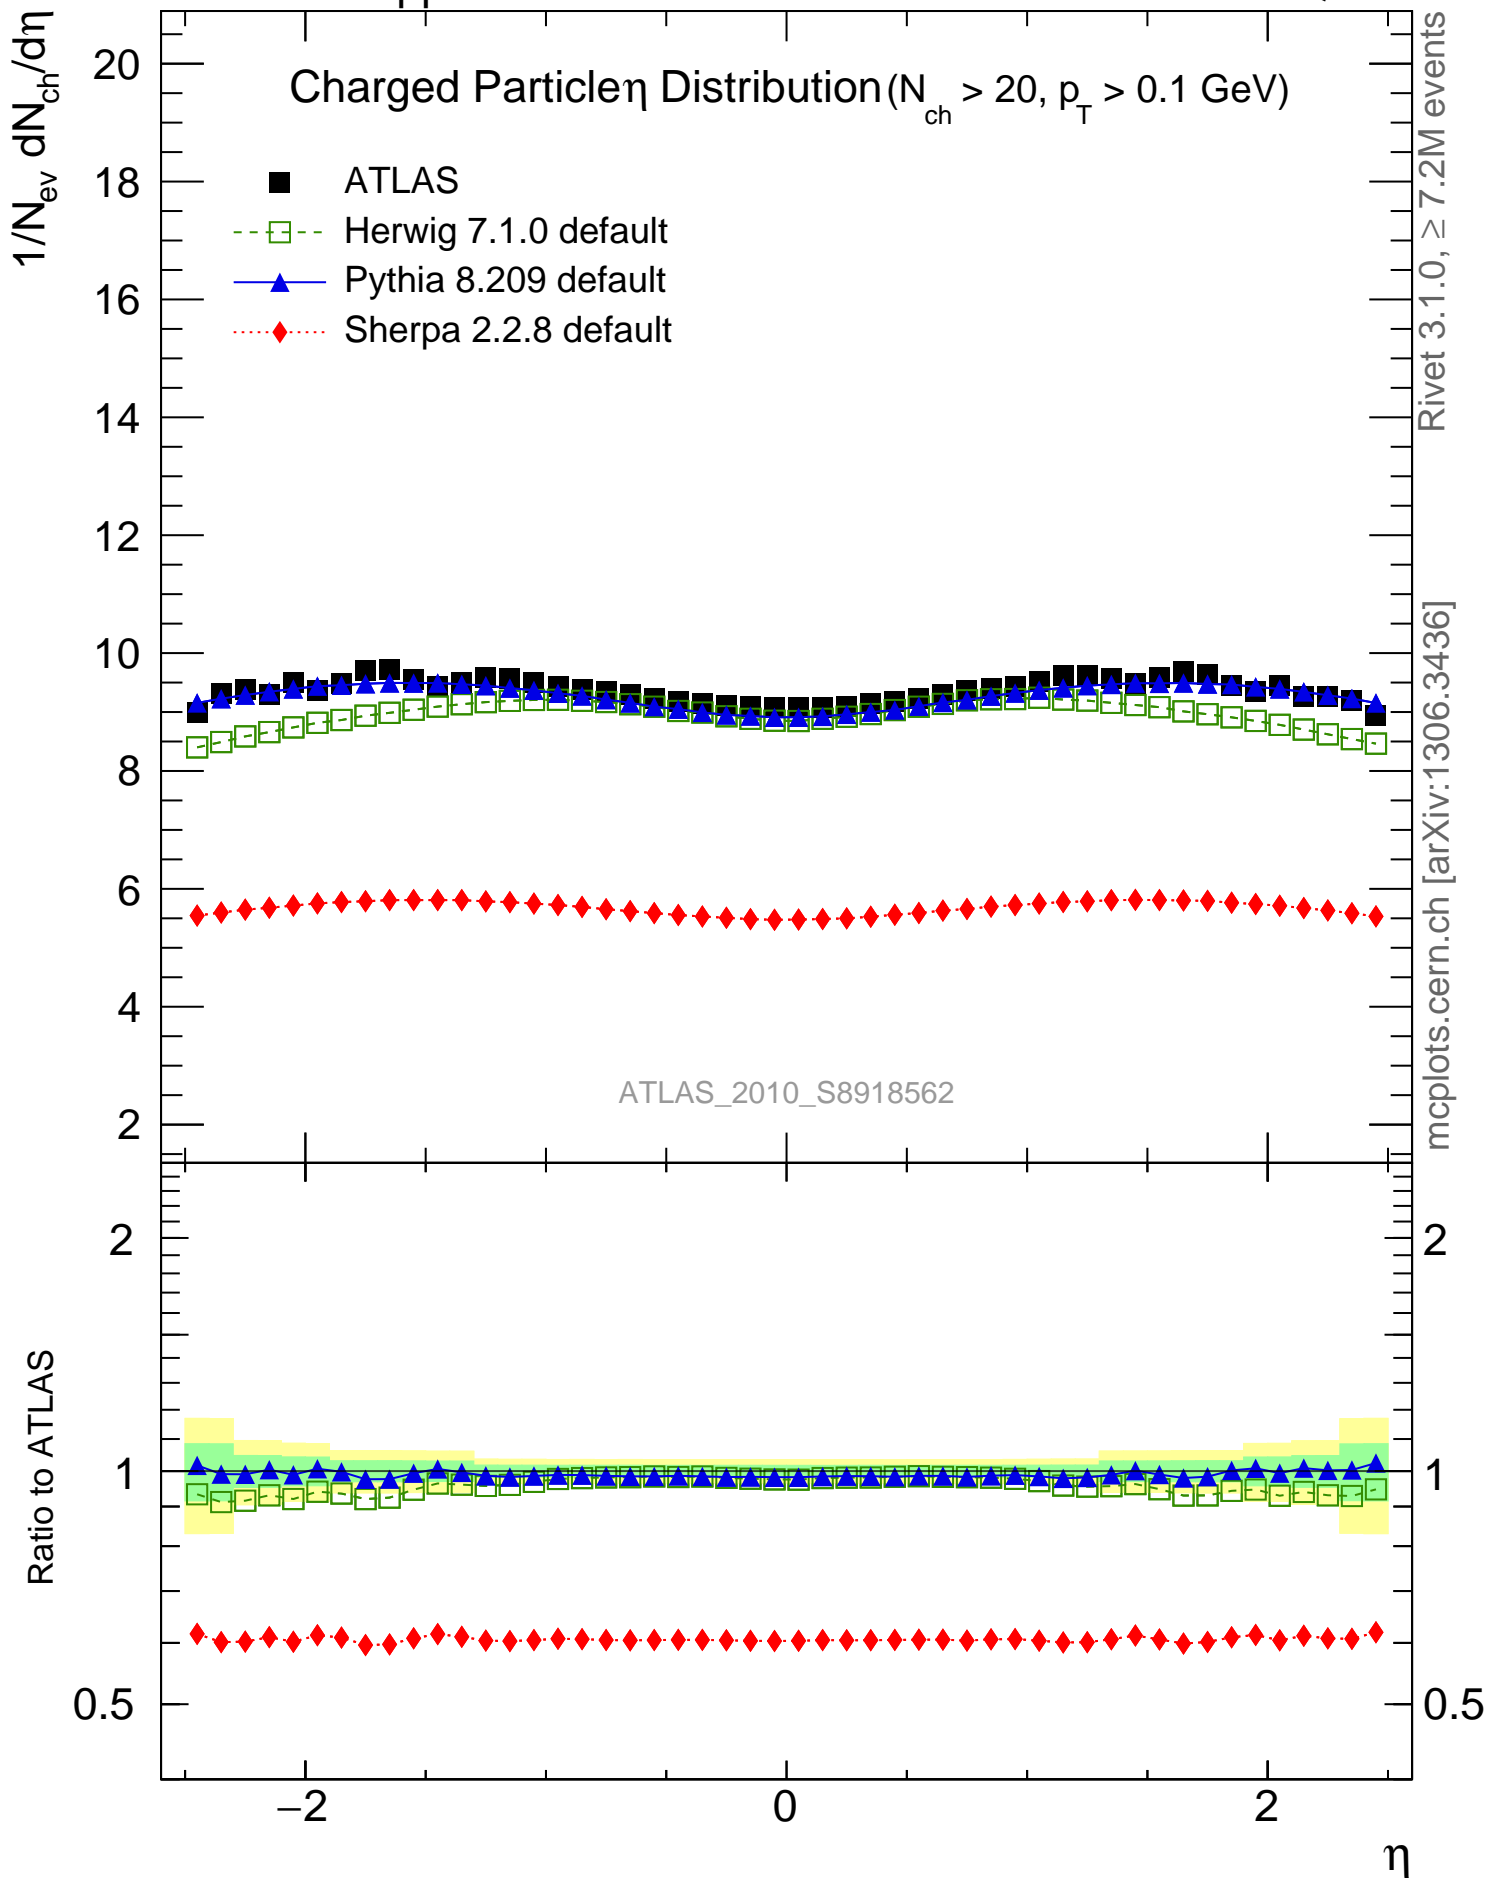 pp
1/N_ev dN_ch/dη
Charged Particleη Distribution (N_ch > 20, p_T > 0.1 GeV)
ATLAS
Herwig 7.1.0 default
Pythia 8.209 default
Sherpa 2.2.8 default
20
18
16
14
12
10
8
6
4
2
ATLAS_2010_S8918562
Rivet 3.1.0, ≥ 7.2M events
mcplots.cern.ch [arXiv:1306.3436]
Ratio to ATLAS
2
1
0.5
2
1
0.5
−2
0
2
η